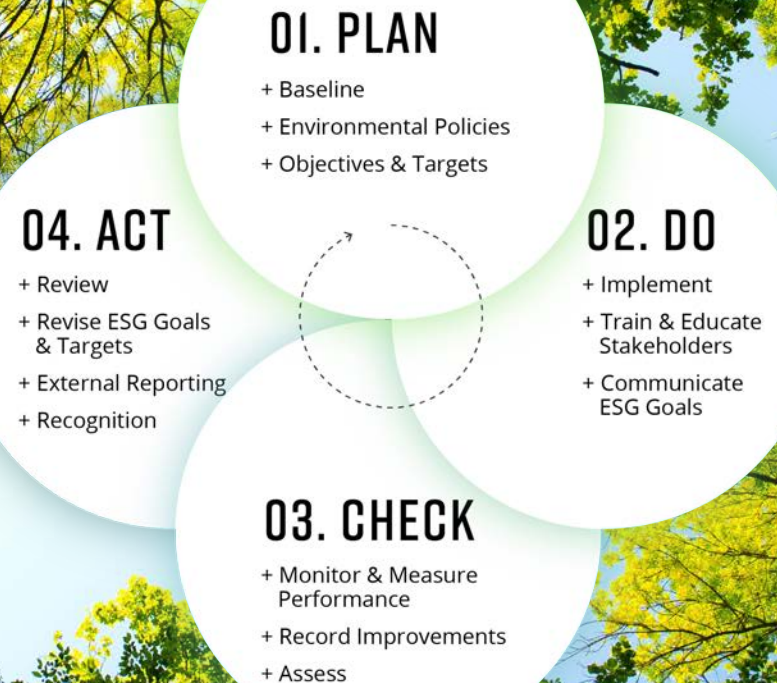 01. PLAN
+ Baseline
+ Environmental Policies
+ Objectives & Targets
02. DO
+ Implement
+ Train & Educate
Stakeholders
+ Communicate
ESG Goals
03. CHECK
+ Monitor & Measure
Performance
+ Record Improvements
+ Assess
04. ACT
+ Review
+ Revise ESG Goals
& Targets
+ External Reporting
+ Recognition